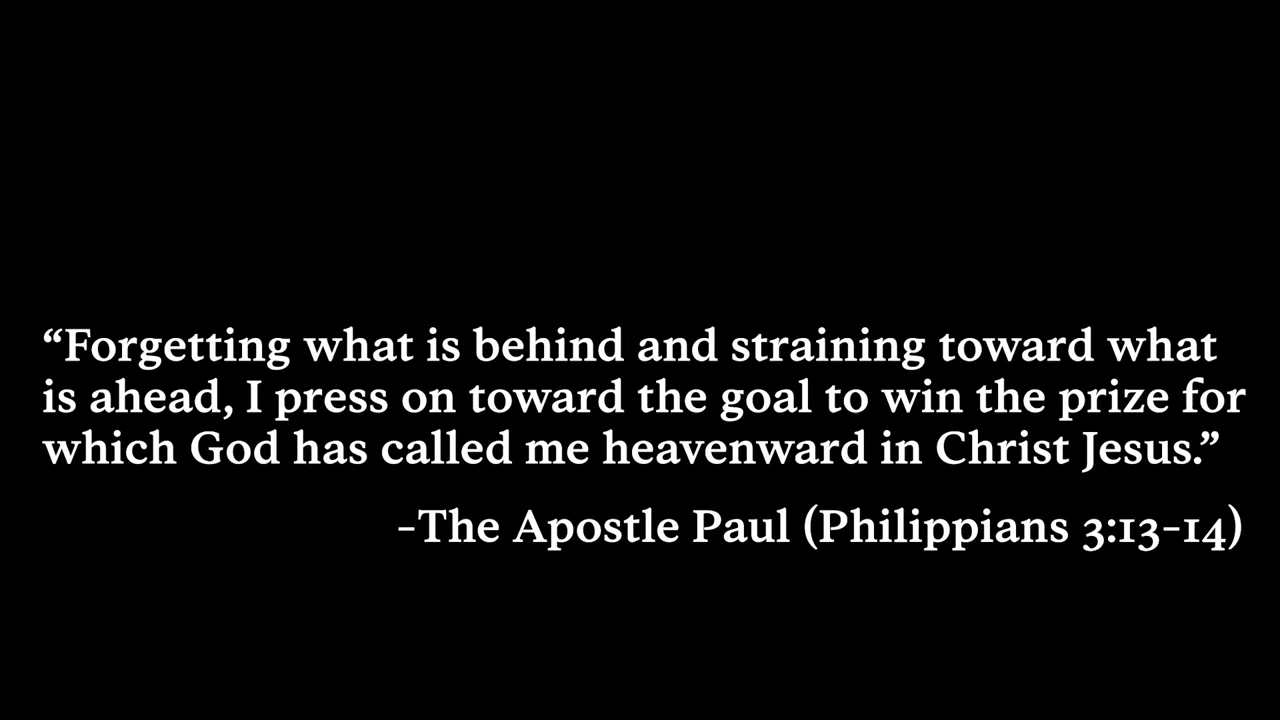 “Forgetting what is behind and straining toward what
is ahead, I press on toward the goal to win the prize for
which God has called me heavenward in Christ Jesus.”
-The Apostle Paul (Philippians 3:13-14)